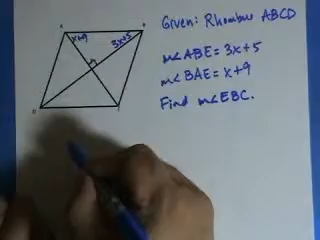 Given: Rhombus ABCD
A
B
x+9
3x+5
m∠ABE = 3x+5
m∠BAE = x+9
Find m∠EBC.
D